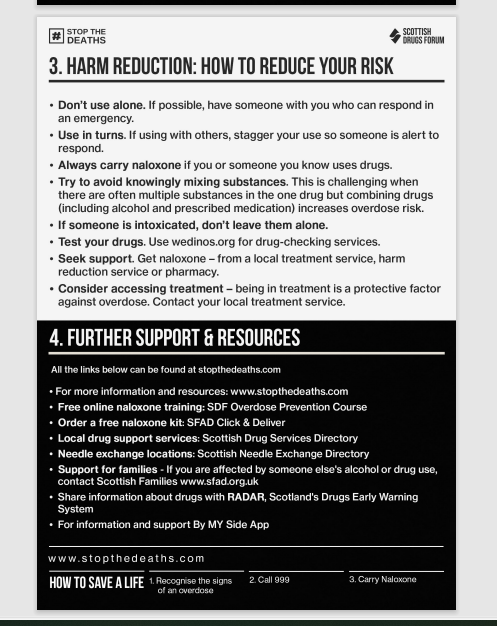 # STOP THE
DEATHS
SCOTTISH
DRUGS FORUM
3. HARM REDUCTION: HOW TO REDUCE YOUR RISK
• Don't use alone. If possible, have someone with you who can respond in
an emergency.
• Use in turns. If using with others, stagger your use so someone is alert to
respond.
• Always carry naloxone if you or someone you know uses drugs.
• Try to avoid knowingly mixing substances. This is challenging when
there are often multiple substances in the one drug but combining drugs
(including alcohol and prescribed medication) increases overdose risk.
• If someone is intoxicated, don't leave them alone.
• Test your drugs. Use wedinos.org for drug-checking services.
• Seek support. Get naloxone – from a local treatment service, harm
reduction service or pharmacy.
• Consider accessing treatment – being in treatment is a protective factor
against overdose. Contact your local treatment service.
4. FURTHER SUPPORT & RESOURCES
All the links below can be found at stopthedeaths.com
• For more information and resources: www.stopthedeaths.com
• Free online naloxone training: SDF Overdose Prevention Course
• Order a free naloxone kit: SFAD Click & Deliver
• Local drug support services: Scottish Drug Services Directory
• Needle exchange locations: Scottish Needle Exchange Directory
• Support for families - If you are affected by someone else's alcohol or drug use,
contact Scottish Families www.sfad.org.uk
• Share information about drugs with RADAR, Scotland's Drugs Early Warning
System
• For information and support By MY Side App
www.stopthedeaths.com
HOW TO SAVE A LIFE
1. Recognise the signs
of an overdose
2. Call 999
3. Carry Naloxone